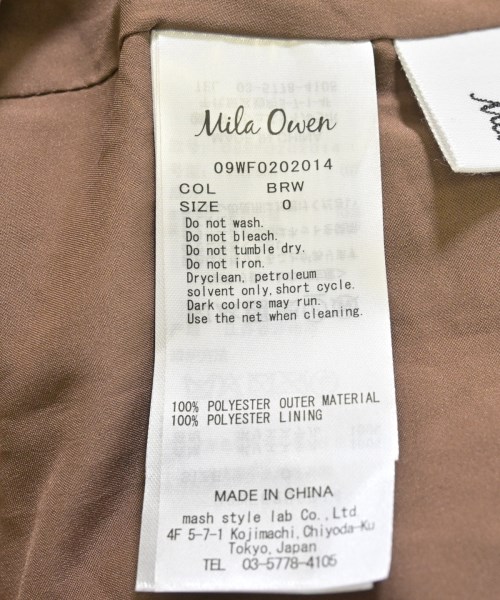 Mila Owen
09WF0202014
COL BRW
SIZE 0
Do not wash.
Do not bleach.
Do not tumble dry.
Do not iron.
Dryclean, petroleum
solvent only, short cycle.
Dark colors may run.
Use the net when cleaning.
100% POLYESTER OUTER MATERIAL
100% POLYESTER LINING
MADE IN CHINA
mash style lab Co., Ltd
4F 5-7-1 Kojimachi, Chiyoda-Ku
Tokyo, Japan
TEL 03-5778-4105